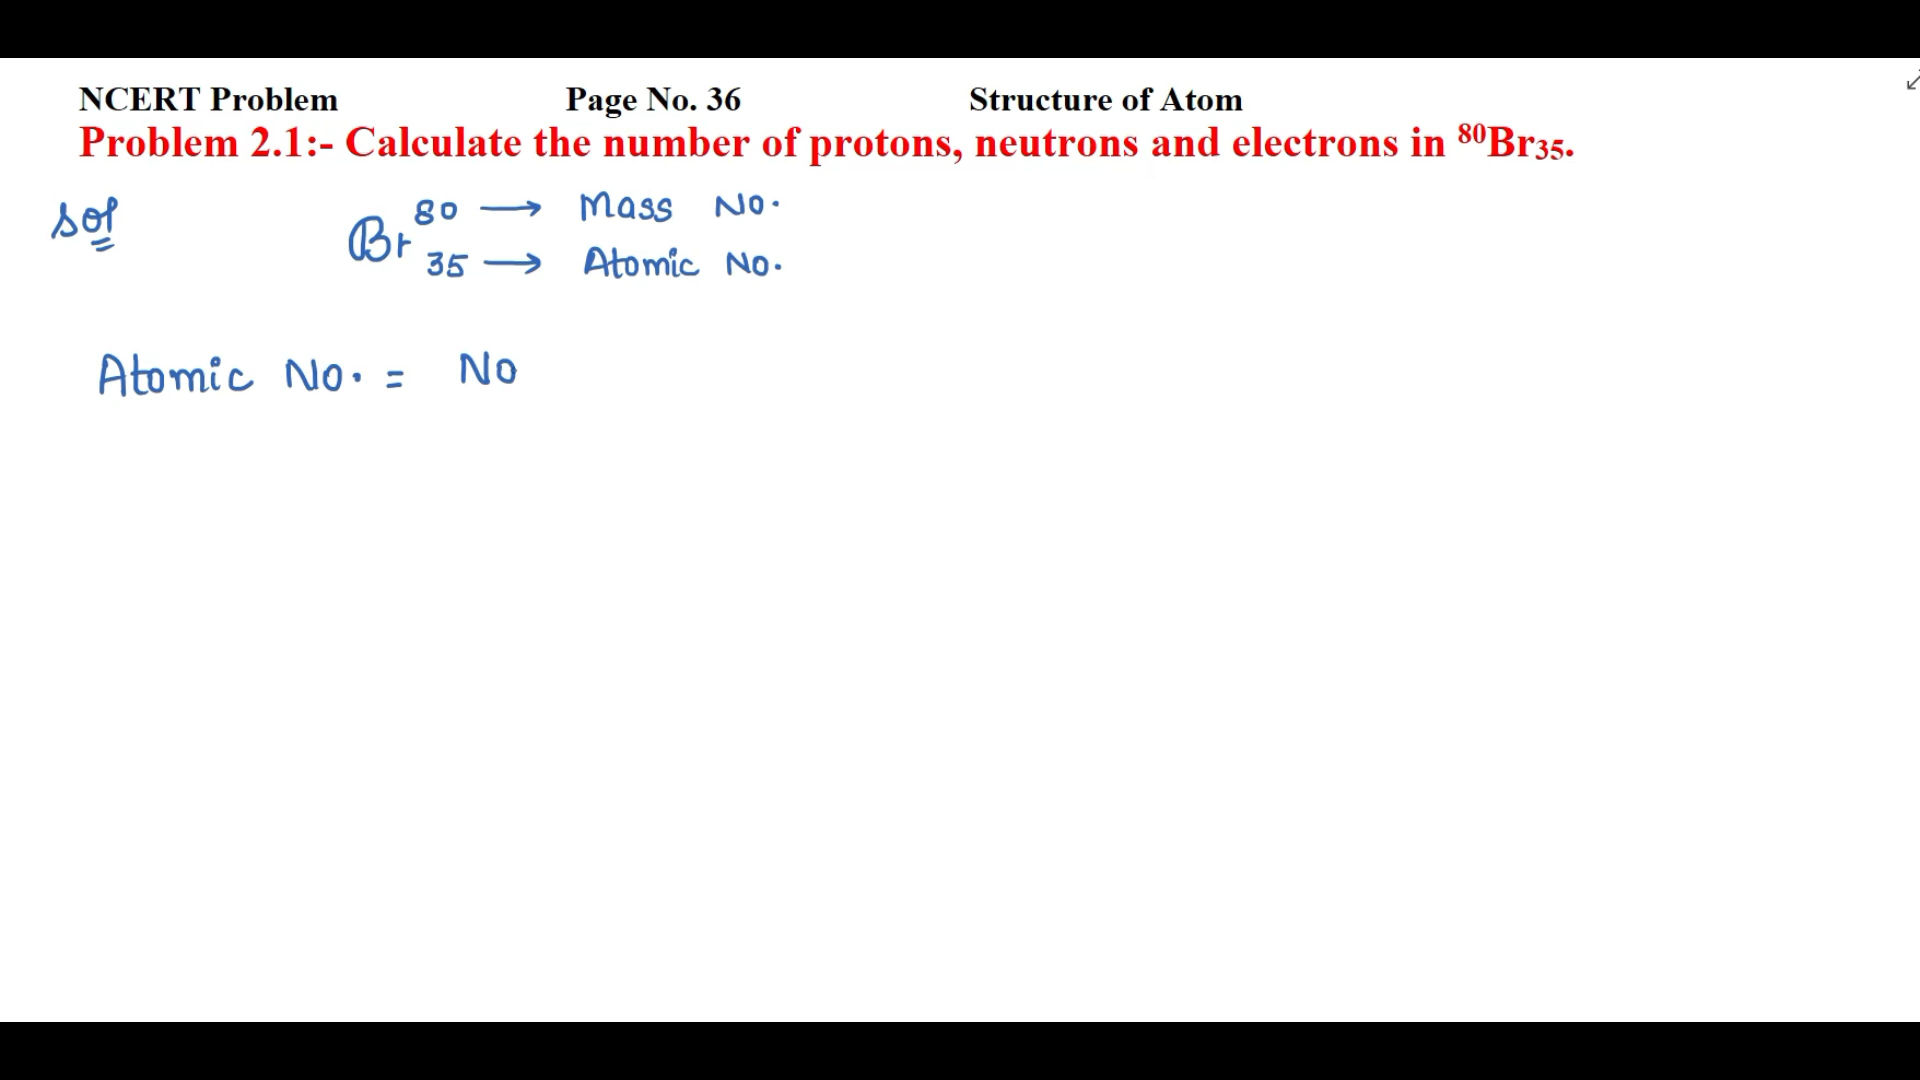 NCERT Problem Page No. 36 Structure of Atom
Problem 2.1:- Calculate the number of protons, neutrons and electrons in ⁸⁰Br₃₅.
Sol
80 → Mass No.
Br
35 → Atomic No.
Atomic No. = No